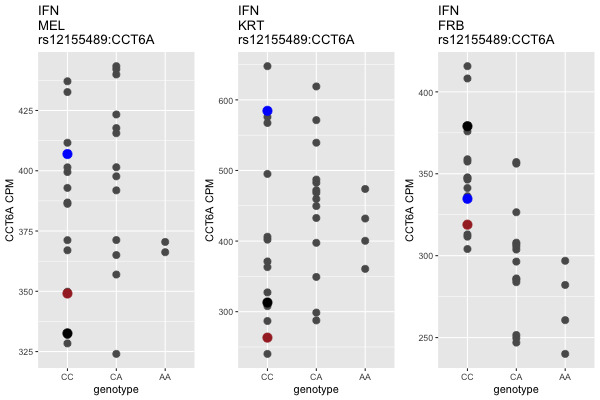 IFN
MEL
rs12155489:CCT6A
CCT6A CPM
425
400
375
350
325
CC CA AA
genotype
IFN
KRT
rs12155489:CCT6A
CCT6A CPM
600
500
400
300
CC CA AA
genotype
IFN
FRB
rs12155489:CCT6A
CCT6A CPM
400
350
300
250
CC CA AA
genotype